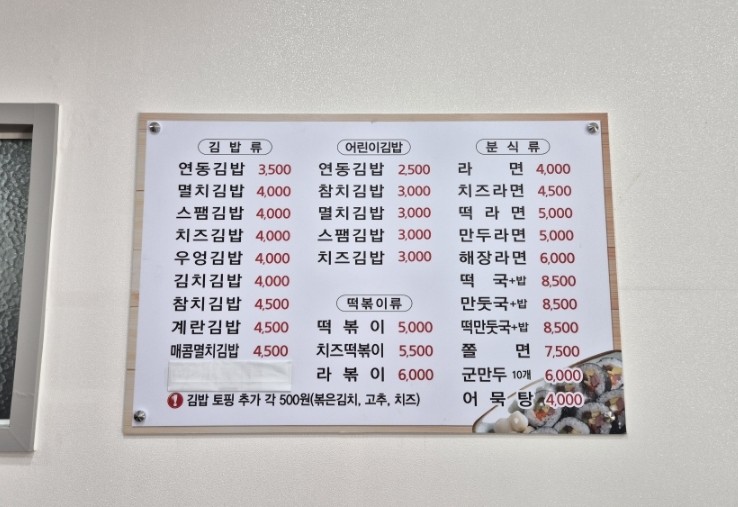 김 밥 류
연동김밥 3,500
멸치김밥 4,000
스팸김밥 4,000
치즈김밥 4,000
우엉김밥 4,000
김치김밥 4,000
참치김밥 4,500
계란김밥 4,500
매콤멸치김밥 4,500
어린이김밥
연동김밥 2,500
참치김밥 3,000
멸치김밥 3,000
스팸김밥 3,000
치즈김밥 3,000
떡볶이류
떡 볶 이 5,000
치즈떡볶이 5,500
라 볶 이 6,000
분 식 류
라 면 4,000
치즈라면 4,500
떡 라 면 5,000
만두라면 5,000
해장라면 6,000
떡 국+밥 8,500
만둣국+밥 8,500
떡만둣국+밥 8,500
쫄 면 7,500
군만두 10개 6,000
어 묵 탕 4,000
! 김밥 토핑 추가 각 500원(볶은김치, 고추, 치즈)